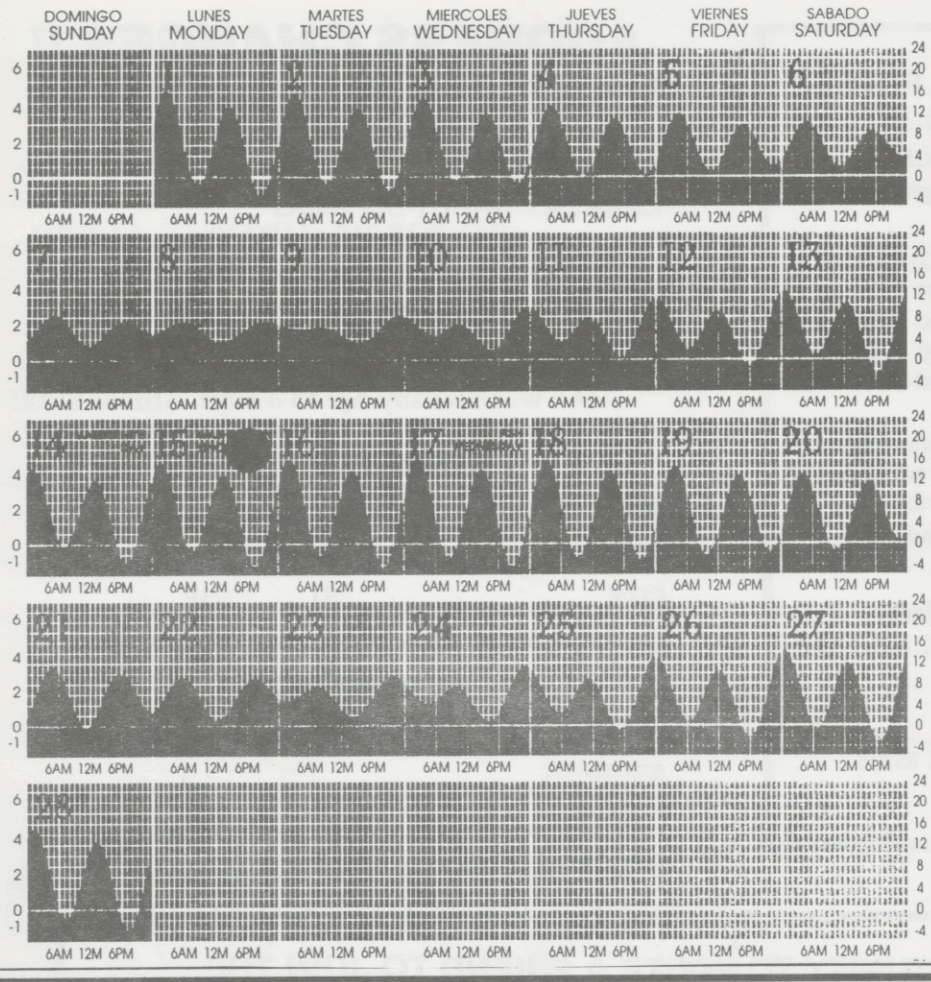 DOMINGO LUNES MARTES MIERCOLES JUEVES VIERNES SABADO
SUNDAY MONDAY TUESDAY WEDNESDAY THURSDAY FRIDAY SATURDAY
24
6 1 2 3 4 5 6 20
16
4 12
2 8
4
0 0
-1 -4
6AM 12M 6PM 6AM 12M 6PM 6AM 12M 6PM 6AM 12M 6PM 6AM 12M 6PM 6AM 12M 6PM 6AM 12M 6PM
24
6 7 8 9 10 11 12 13 20
16
4 12
2 8
4
0 0
-1 -4
6AM 12M 6PM 6AM 12M 6PM 6AM 12M 6PM 6AM 12M 6PM 6AM 12M 6PM 6AM 12M 6PM 6AM 12M 6PM
24
6 14 15 16 17 18 19 20 20
16
4 12
2 8
4
0 0
-1 -4
6AM 12M 6PM 6AM 12M 6PM 6AM 12M 6PM 6AM 12M 6PM 6AM 12M 6PM 6AM 12M 6PM 6AM 12M 6PM
24
6 21 22 23 24 25 26 27 20
16
4 12
2 8
4
0 0
-1 -4
6AM 12M 6PM 6AM 12M 6PM 6AM 12M 6PM 6AM 12M 6PM 6AM 12M 6PM 6AM 12M 6PM 6AM 12M 6PM
24
6 28 20
16
4 12
2 8
4
0 0
-1 -4
6AM 12M 6PM 6AM 12M 6PM 6AM 12M 6PM 6AM 12M 6PM 6AM 12M 6PM 6AM 12M 6PM 6AM 12M 6PM